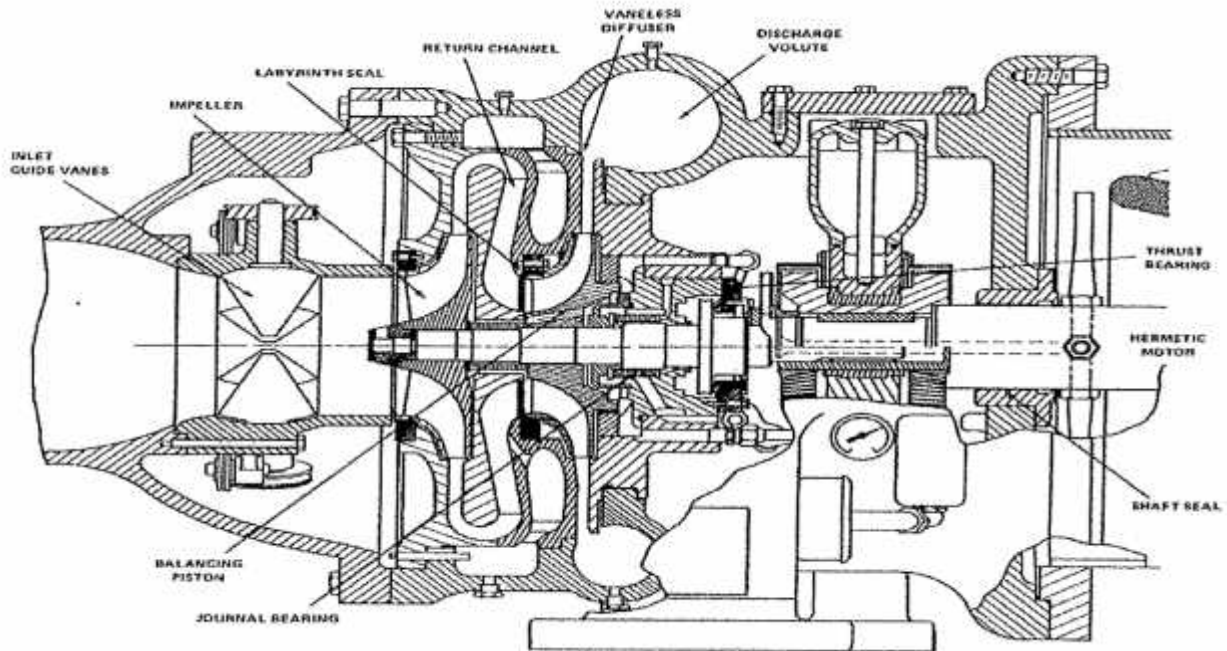 VANELESS
DIFFUSER
DISCHARGE
VOLUTE
RETURN CHANNEL
LABYRINTH SEAL
IMPELLER
INLET
GUIDE VANES
THRUST
BEARING
HERMETIC
MOTOR
SHAFT SEAL
BALANCING
PISTON
JOURNAL BEARING